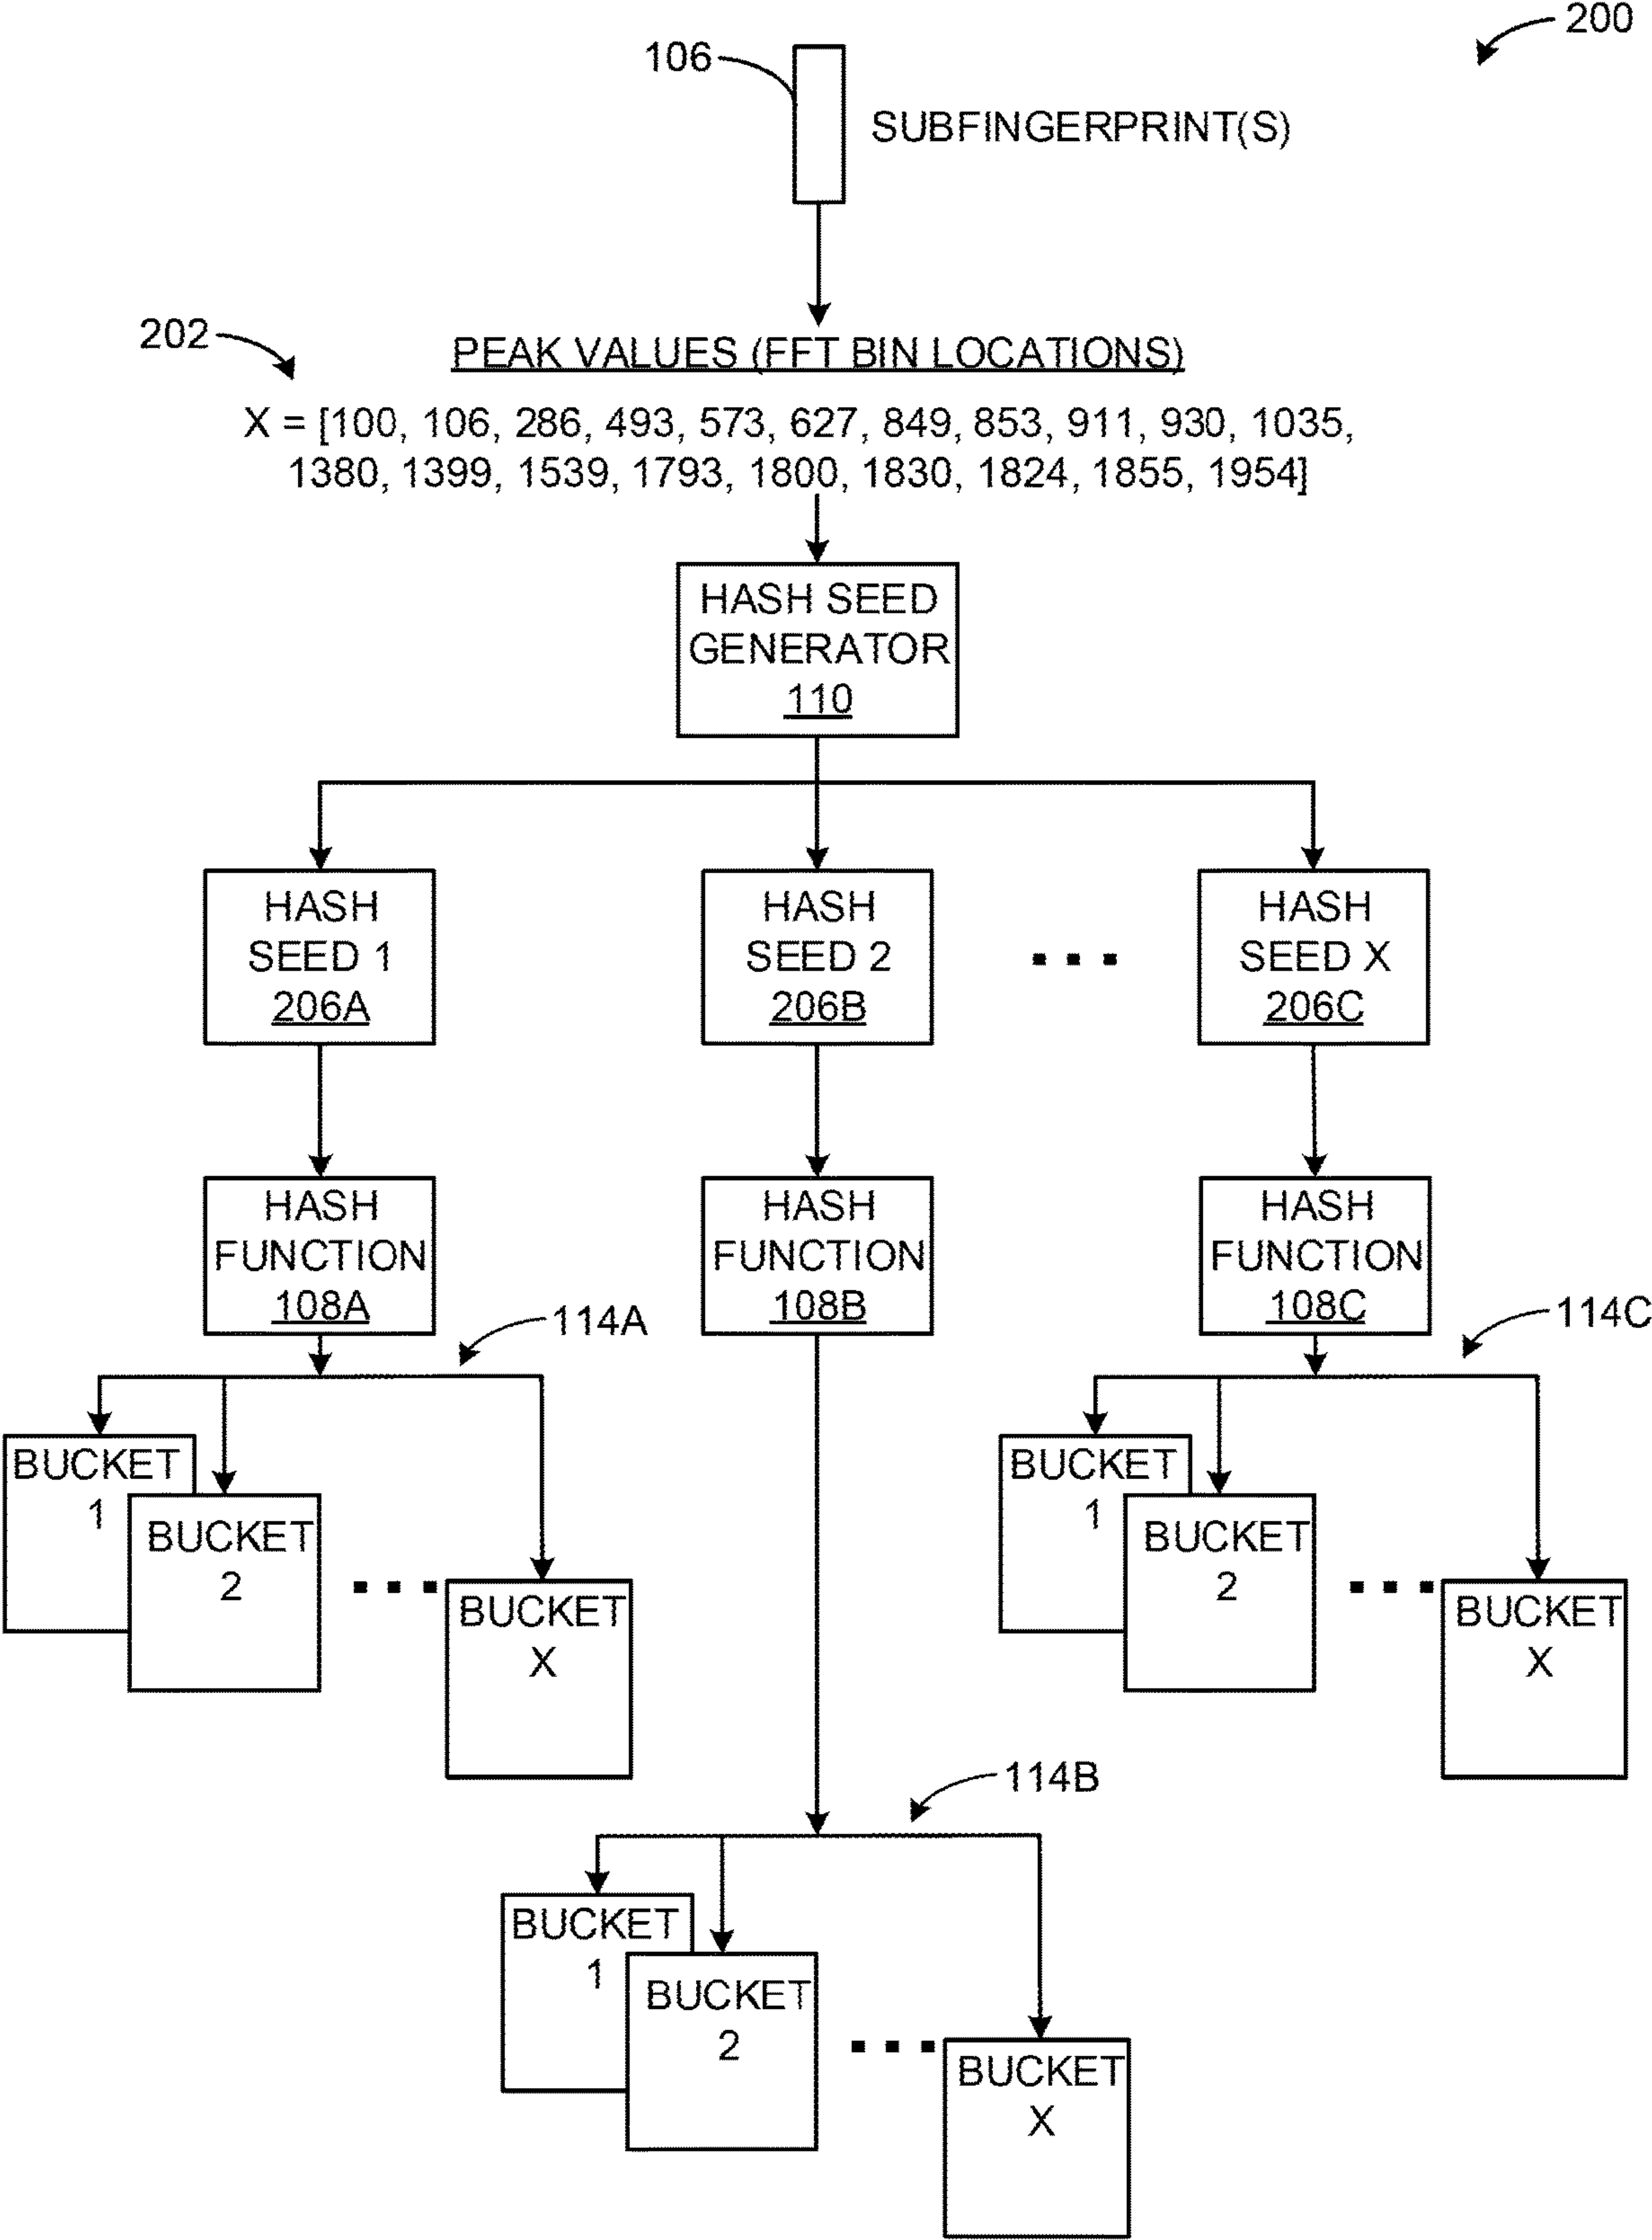 200
106
SUBFINGERPRINT(S)
202
PEAK VALUES (FFT BIN LOCATIONS)
X = [100, 106, 286, 493, 573, 627, 849, 853, 911, 930, 1035,
1380, 1399, 1539, 1793, 1800, 1830, 1824, 1855, 1954]
HASH SEED
GENERATOR
110
HASH
SEED 1
206A
HASH
SEED 2
206B
HASH
SEED X
206C
HASH
FUNCTION
108A
HASH
FUNCTION
108B
HASH
FUNCTION
108C
114A
114C
BUCKET
1
BUCKET
2
BUCKET
X
BUCKET
1
BUCKET
2
BUCKET
X
114B
BUCKET
1
BUCKET
2
BUCKET
X